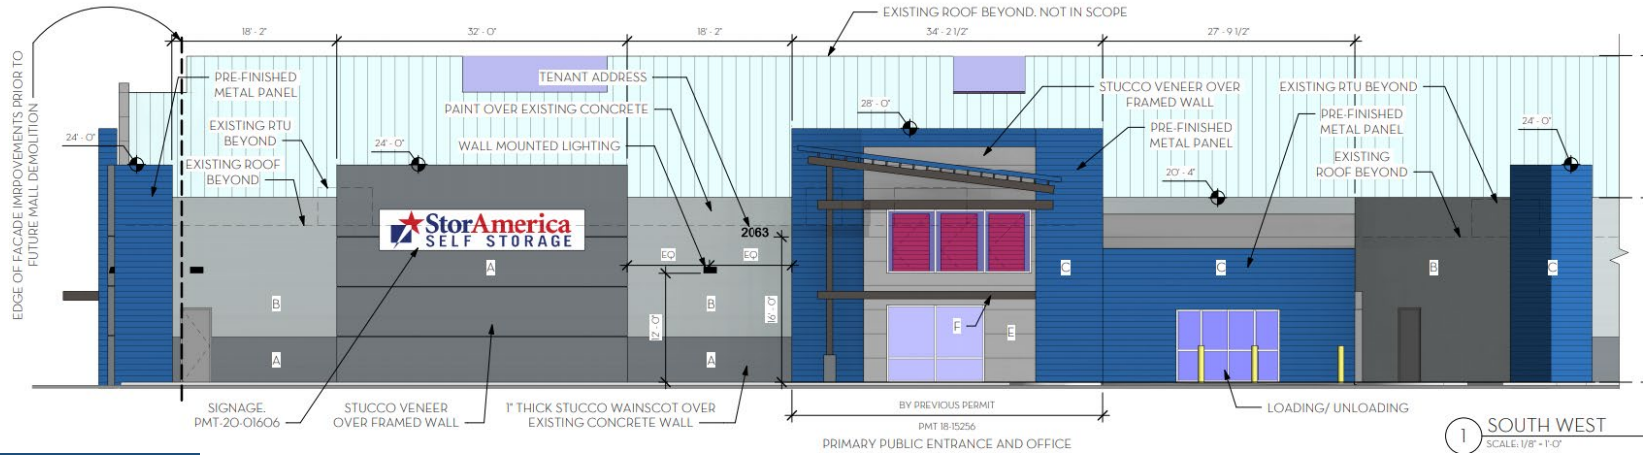 EXISTING ROOF BEYOND. NOT IN SCOPE
18' - 2"
32' - 0"
18' - 2"
34' - 2 1/2"
27' - 9 1/2"
EDGE OF FACADE IMRPOVEMENTS PRIOR TO
FUTURE MALL DEMOLITION
24' - 0"
PRE-FINISHED
METAL PANEL
EXISTING RTU
BEYOND
EXISTING ROOF
BEYOND
24' - 0"
TENANT ADDRESS
PAINT OVER EXISTING CONCRETE
WALL MOUNTED LIGHTING
28' - 0"
STUCCO VENEER OVER
FRAMED WALL
PRE-FINISHED
METAL PANEL
EXISTING RTU BEYOND
PRE-FINISHED
METAL PANEL
EXISTING
ROOF BEYOND
20' - 4"
24' - 0"
StorAmerica
SELF STORAGE
2063
EQ
EQ
A
B
B
C
C
B
C
12' - 0"
16' - 0"
F
E
A
A
SIGNAGE.
PMT-20-01606
STUCCO VENEER
OVER FRAMED WALL
1" THICK STUCCO WAINSCOT OVER
EXISTING CONCRETE WALL
BY PREVIOUS PERMIT
PMT 18-15256
PRIMARY PUBLIC ENTRANCE AND OFFICE
LOADING/ UNLOADING
1
SOUTH WEST
SCALE: 1/8" = 1'-0"